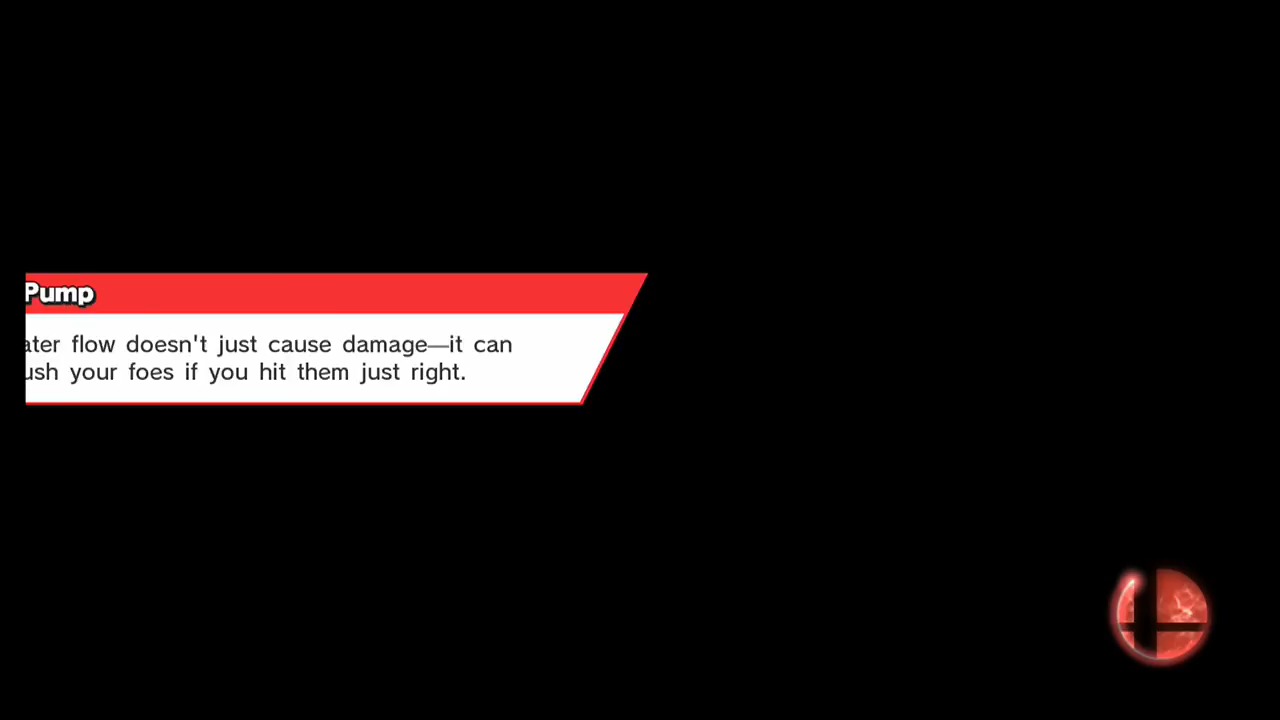 Pump
ater flow doesn't just cause damage—it can
ush your foes if you hit them just right.